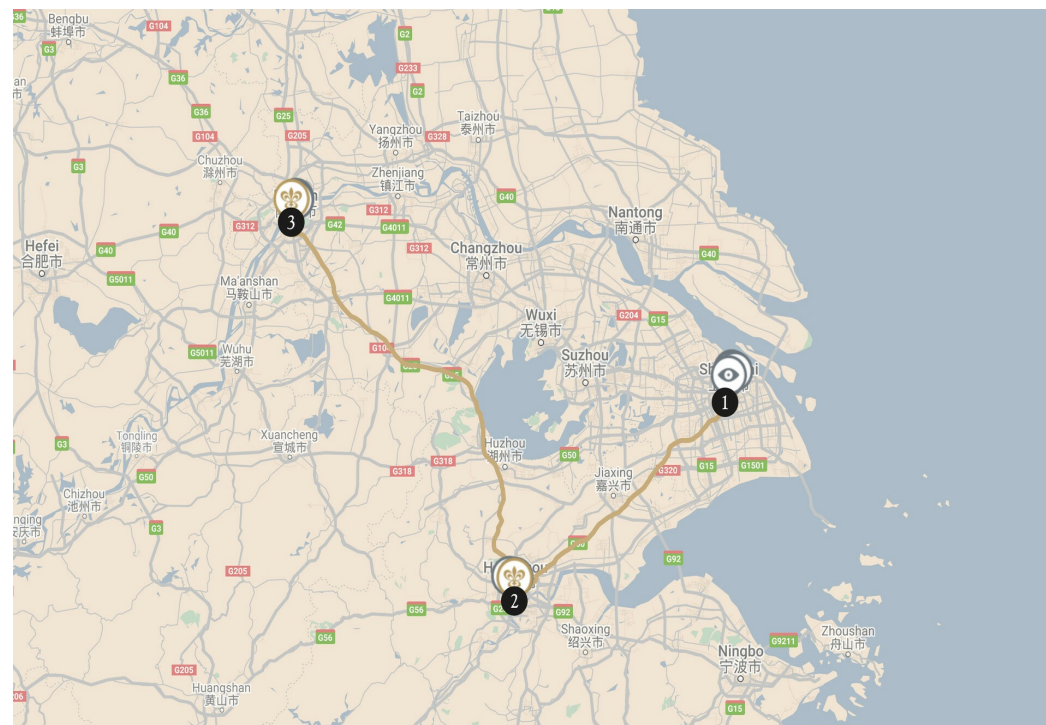 Bengbu
蚌埠市
G104
G2
G3
G36
G233
G2
G36
G25
Taizhou
泰州市
Yangzhou
扬州市
G328
G104
G205
Chuzhou
滁州市
G3
Zhenjiang
镇江市
G40
3
G312
G42
G312
G4011
Nantong
南通市
G40
Hefei
合肥市
G40
G312
Changzhou
常州市
G40
G5011
Ma'anshan
马鞍山市
G4011
Wuxi
无锡市
G204
G15
Wuhu
芜湖市
G5011
Suzhou
苏州市
1
Xuancheng
宣城市
Tongling
铜陵市
G3
Huzhou
湖州市
G318
G318
G50
G320
G15
G1501
G50
Jiaxing
嘉兴市
Chizhou
池州市
安庆市
G3
G92
G205
2
G56
G92
G56
Shaoxing
绍兴市
G9211
Zhoushan
舟山市
Ningbo
宁波市
G205
Huangshan
黄山市
G15